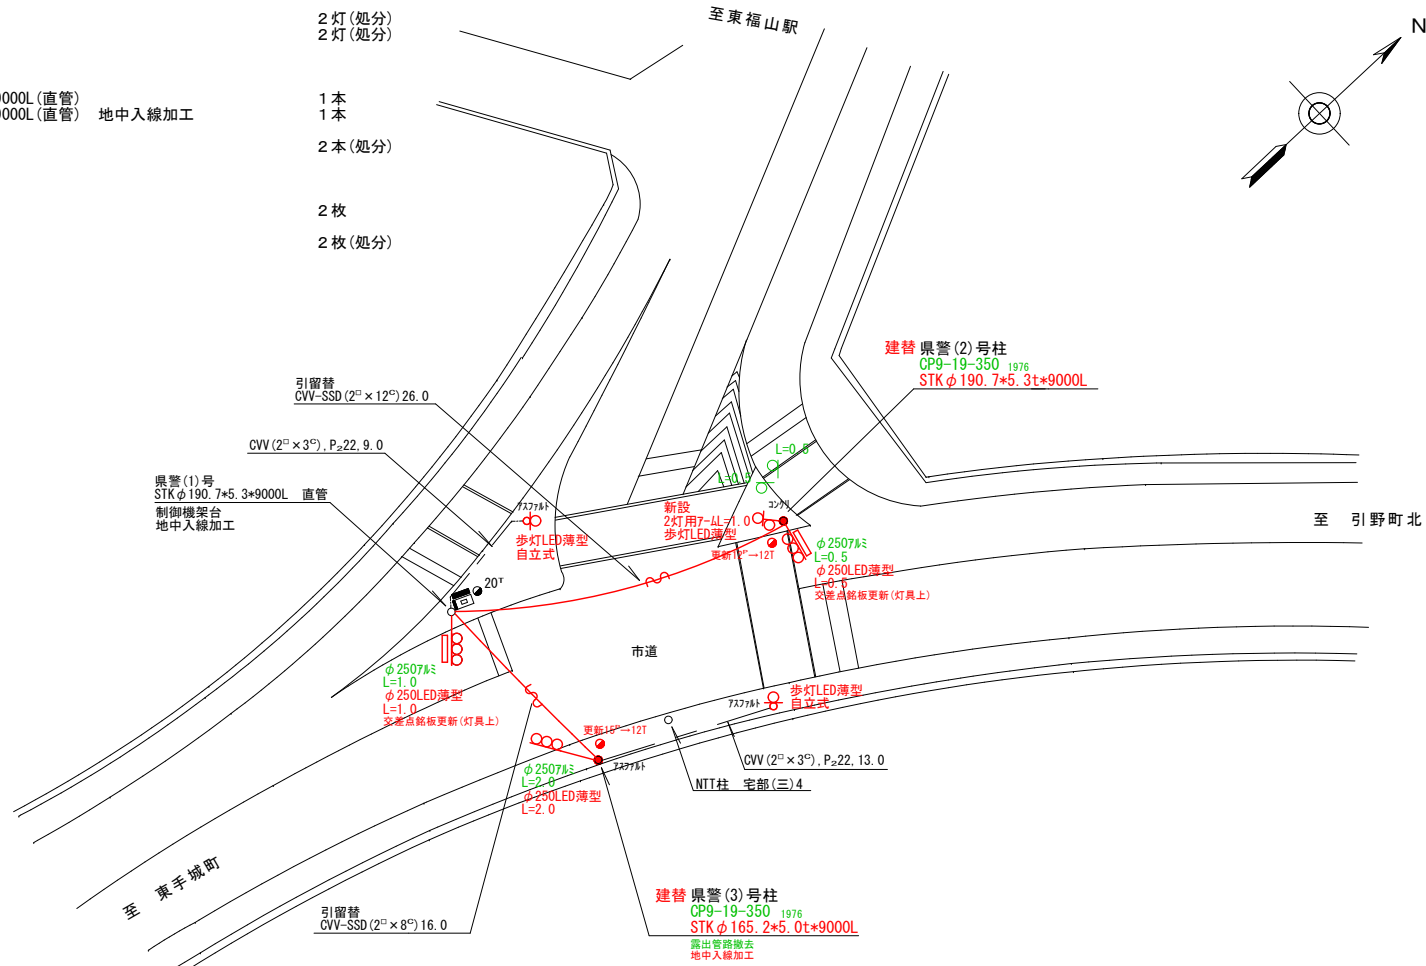 2灯(処分)
2灯(処分)
9000L(直管)
1本
9000L(直管) 地中入線加工
1本
2本(処分)
2枚
2枚(処分)
至東福山駅
N
建替 県警(2)号柱
CP9-19-350 1976
STKφ190.7*5.3t*9000L
引留替
CVV-SSD(2□×12C)26.0
CVV(2□×3C),P₂22,9.0
県警(1)号
STKφ190.7*5.3*9000L 直管
制御機架台
地中入線加工
アスファルト
歩灯LED薄型
自立式
L=0.5
L=0.5
新設
2灯用アームL=1.0
歩灯LED薄型
コンクリ
更新12P→12T
φ250アルミ
L=0.5
φ250LED薄型
L=0.5
交差点銘板更新(灯具上)
至 引野町北
20T
市道
φ250アルミ
L=1.0
φ250LED薄型
L=1.0
交差点銘板更新(灯具上)
アスファルト
歩灯LED薄型
自立式
更新15P→12T
アスファルト
φ250アルミ
L=2.0
φ250LED薄型
L=2.0
CVV(2□×3C),P₂22,13.0
NTT柱 宅部(三)4
至 東手城町
引留替
CVV-SSD(2□×8C)16.0
建替 県警(3)号柱
CP9-19-350 1976
STKφ165.2*5.0t*9000L
露出管路撤去
地中入線加工